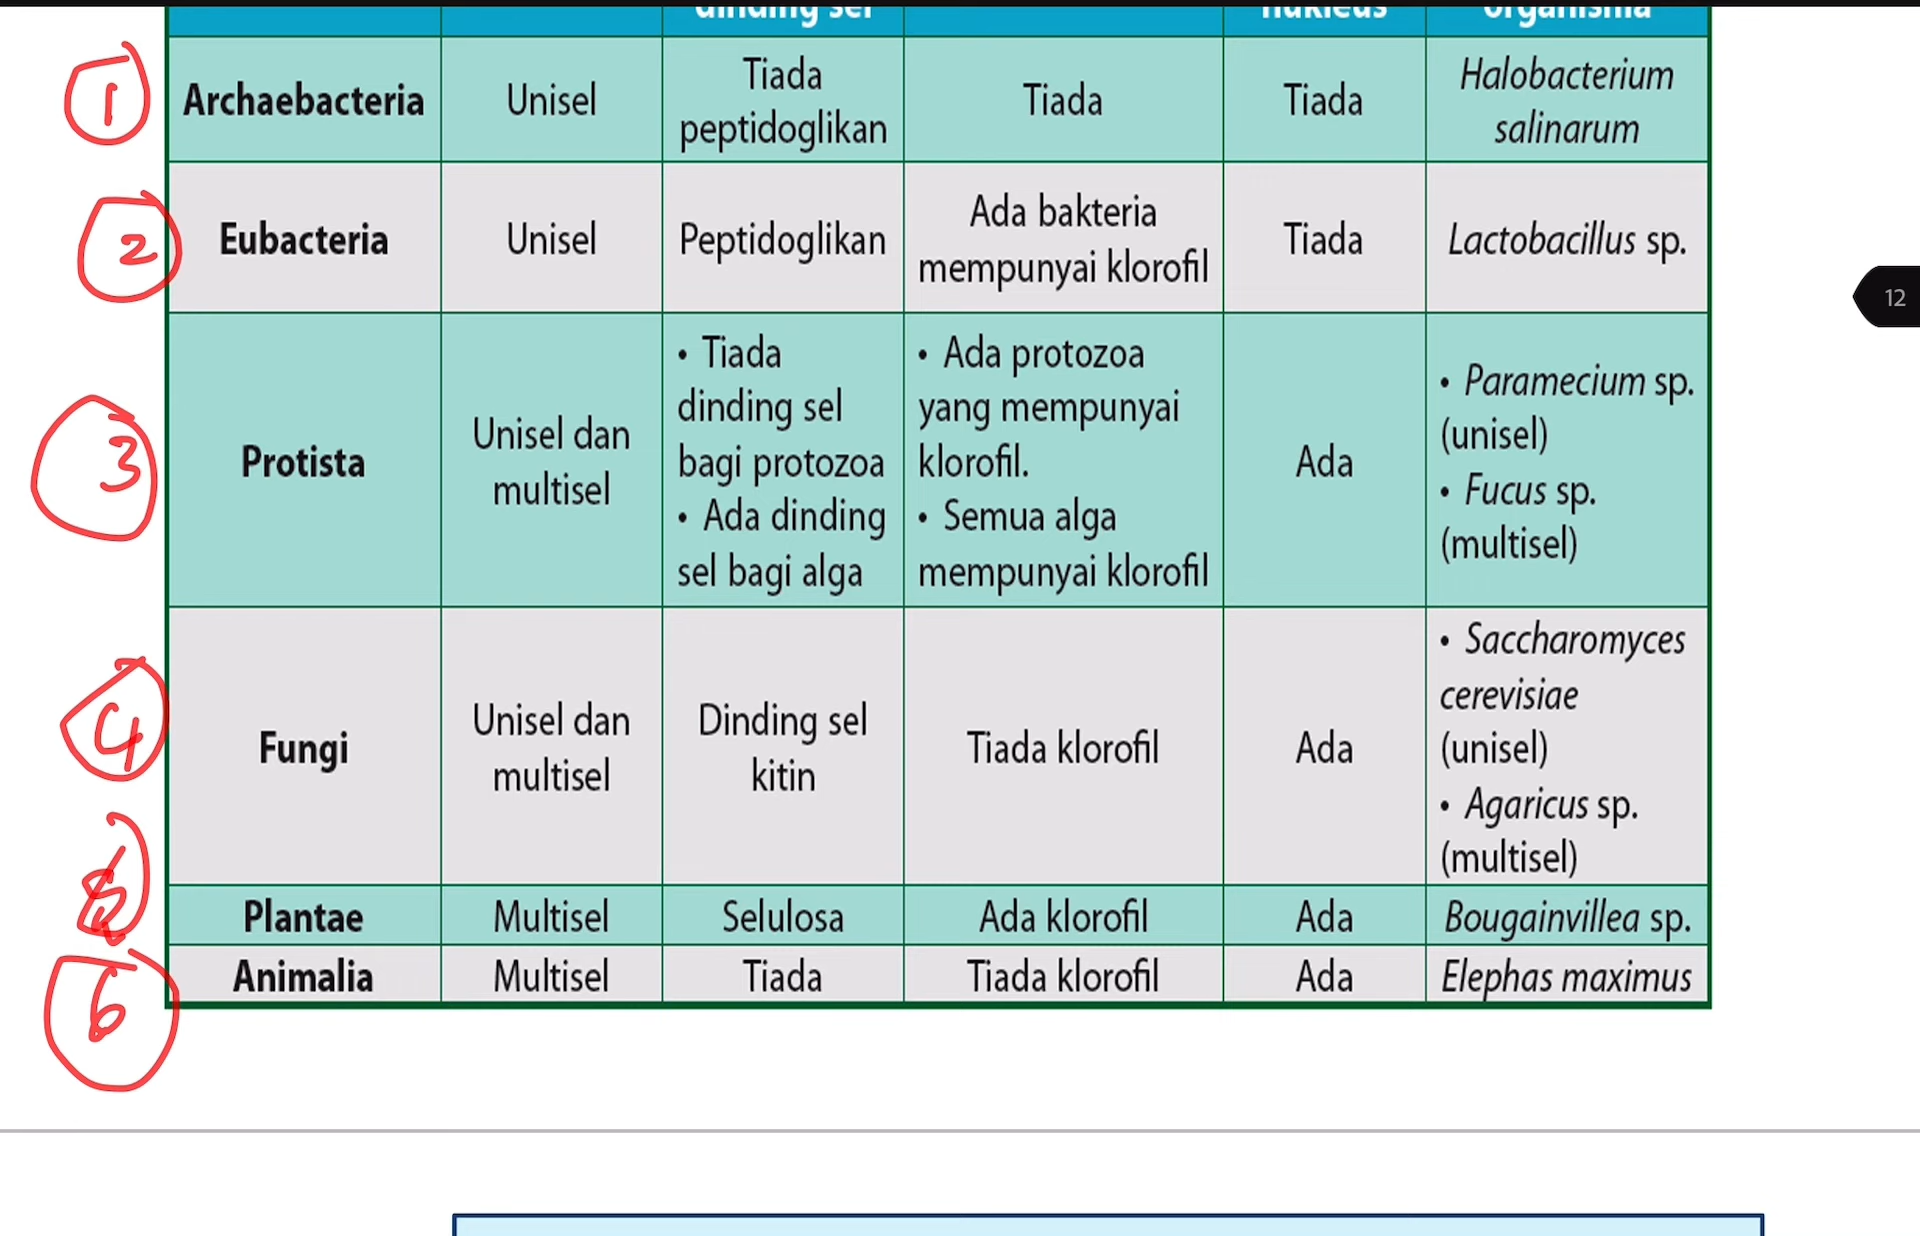 dinding sel
nukleus
organisma
1
Archaebacteria
Unisel
Tiada
peptidoglikan
Tiada
Tiada
Halobacterium
salinarum
2
Eubacteria
Unisel
Peptidoglikan
Ada bakteria
mempunyai klorofil
Tiada
Lactobacillus sp.
12
3
Protista
Unisel dan
multisel
• Tiada
dinding sel
bagi protozoa
• Ada dinding
sel bagi alga
• Ada protozoa
yang mempunyai
klorofil.
• Semua alga
mempunyai klorofil
Ada
• Paramecium sp.
(unisel)
• Fucus sp.
(multisel)
4
Fungi
Unisel dan
multisel
Dinding sel
kitin
Tiada klorofil
Ada
• Saccharomyces
cerevisiae
(unisel)
• Agaricus sp.
(multisel)
5
Plantae
Multisel
Selulosa
Ada klorofil
Ada
Bougainvillea sp.
6
Animalia
Multisel
Tiada
Tiada klorofil
Ada
Elephas maximus